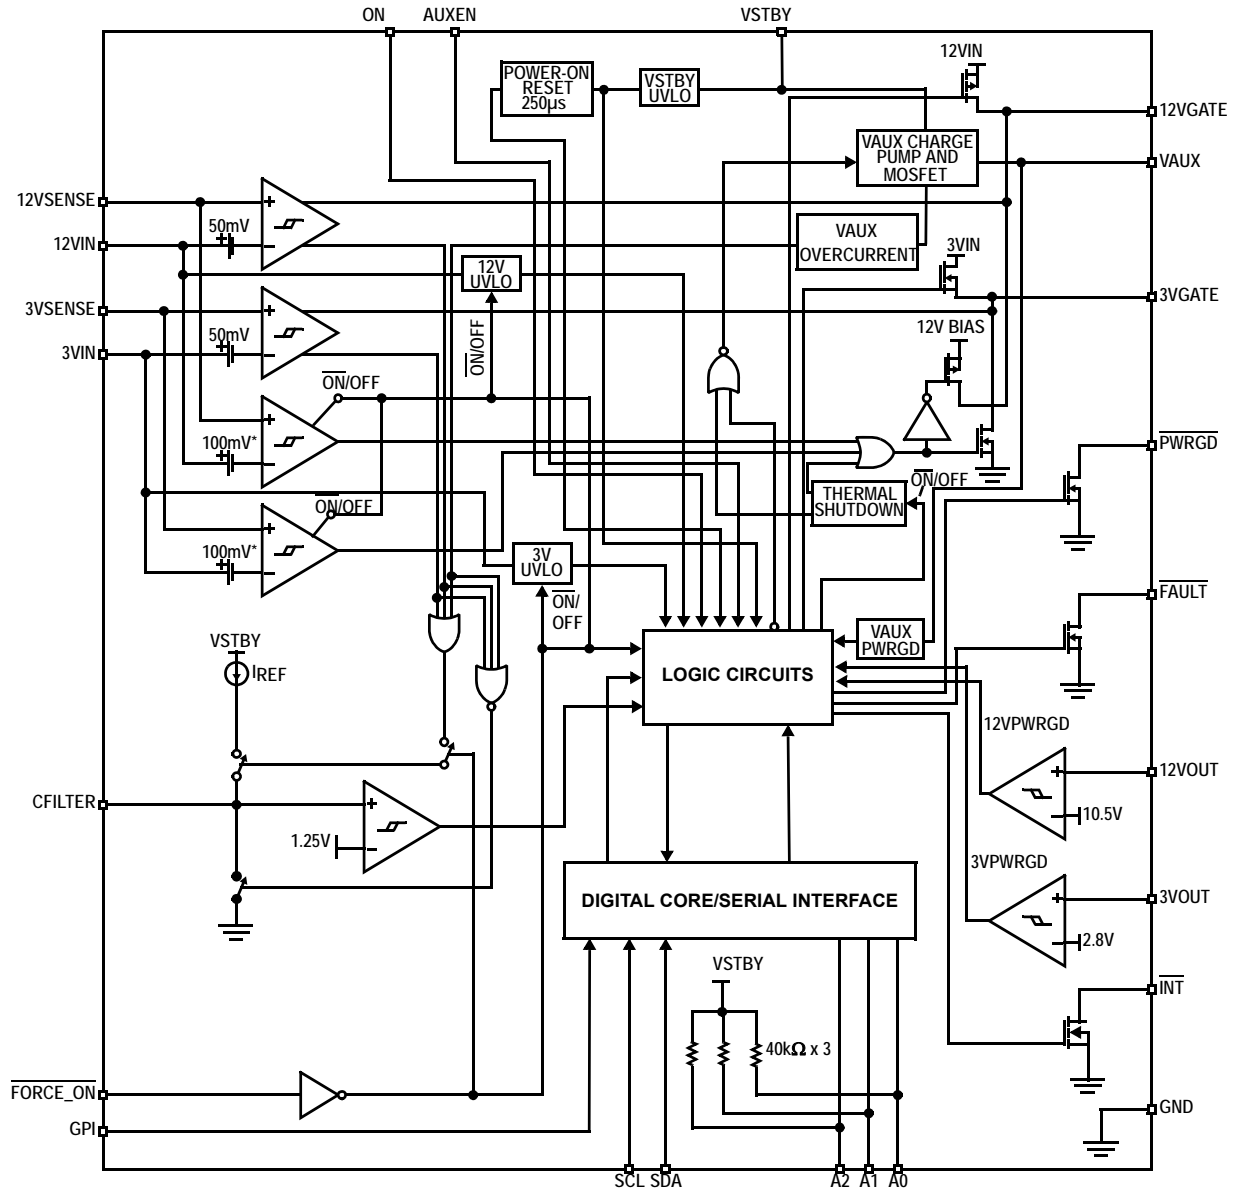 ON
AUXEN
VSTBY
POWER-ON
RESET
250µs
VSTBY
UVLO
12VIN
12VGATE
VAUX CHARGE
PUMP AND
MOSFET
VAUX
12VSENSE
50mV
12VIN
VAUX
OVERCURRENT
3VIN
12V
UVLO
3VSENSE
50mV
3VIN
3VGATE
12V BIAS
ON/OFF
ON/OFF
100mV*
PWRGD
ON/OFF
THERMAL
SHUTDOWN
ON/OFF
100mV*
3V
UVLO
ON/
OFF
FAULT
VSTBY
IREF
VAUX
PWRGD
LOGIC CIRCUITS
12VPWRGD
12VOUT
10.5V
CFILTER
1.25V
3VPWRGD
DIGITAL CORE/SERIAL INTERFACE
3VOUT
2.8V
VSTBY
INT
40kΩ x 3
FORCE_ON
GPI
GND
SCL SDA
A2 A1 A0